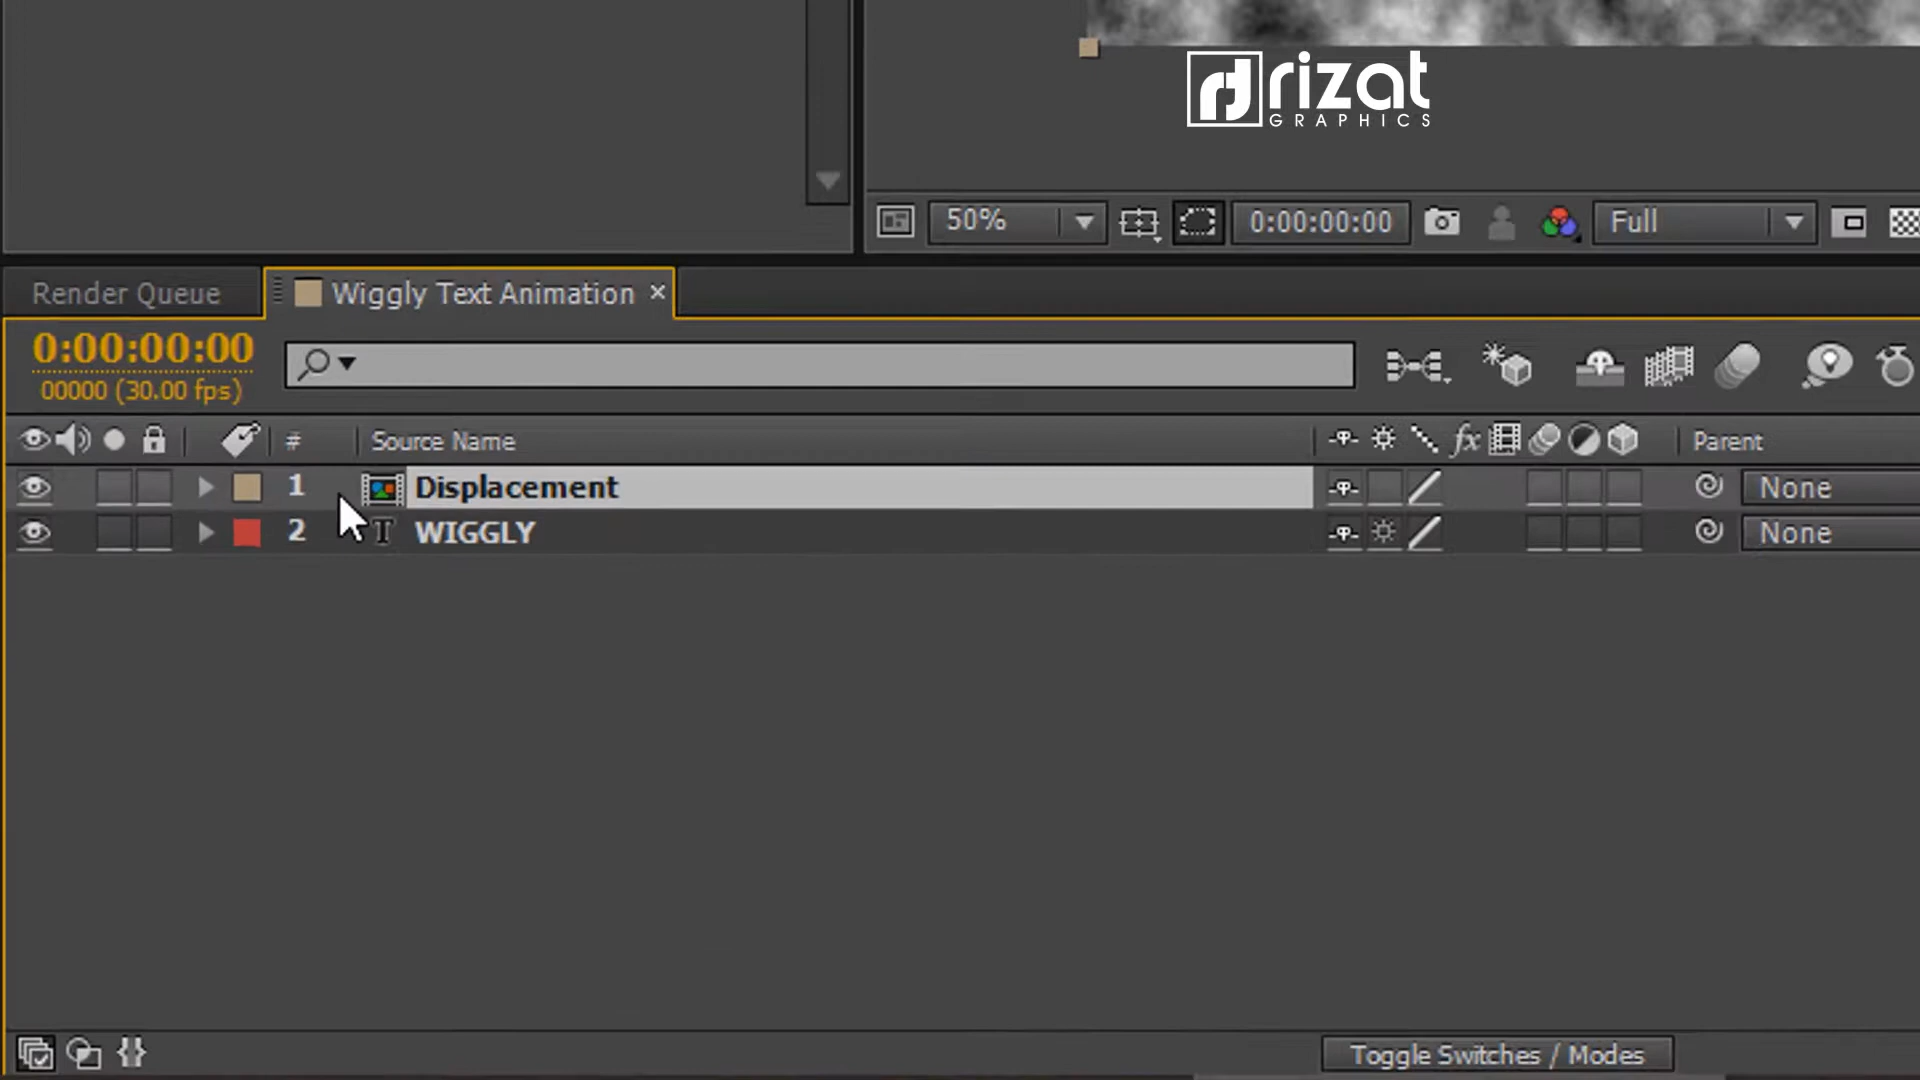 rizat
GRAPHICS
50%
0:00:00:00
Full
Render Queue
Wiggly Text Animation ×
0:00:00:00
00000 (30.00 fps)
# Source Name fx Parent
1 Displacement None
2 T WIGGLY None
Toggle Switches / Modes